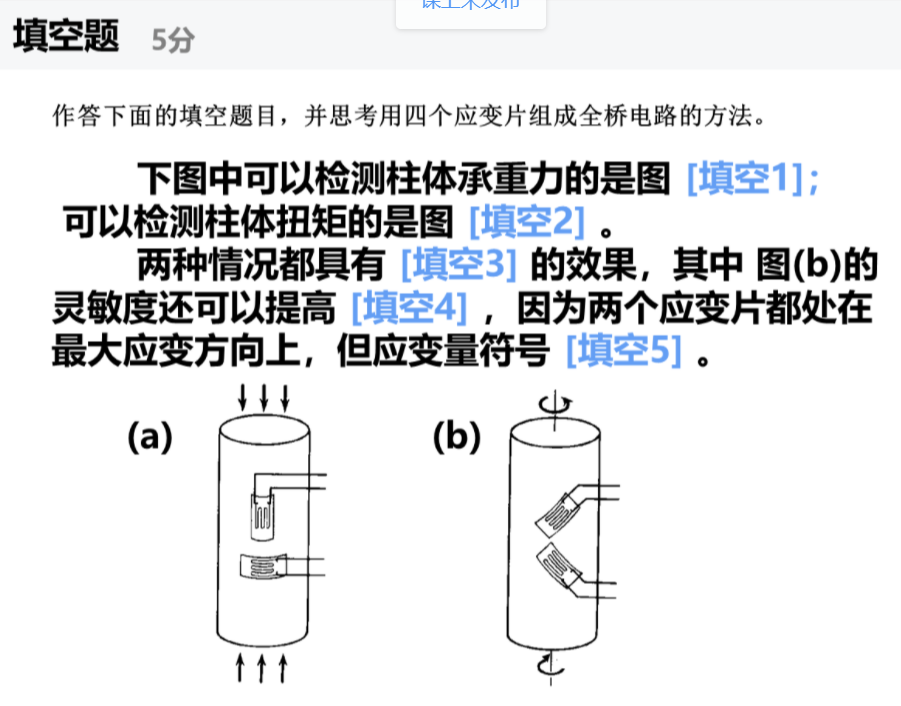 课上未发布
填空题 5分
作答下面的填空题目，并思考用四个应变片组成全桥电路的方法。
下图中可以检测柱体承重力的是图 [填空1]；
可以检测柱体扭矩的是图 [填空2] 。
两种情况都具有 [填空3] 的效果，其中 图(b)的
灵敏度还可以提高 [填空4] ，因为两个应变片都处在
最大应变方向上，但应变量符号 [填空5] 。
(a) (b)